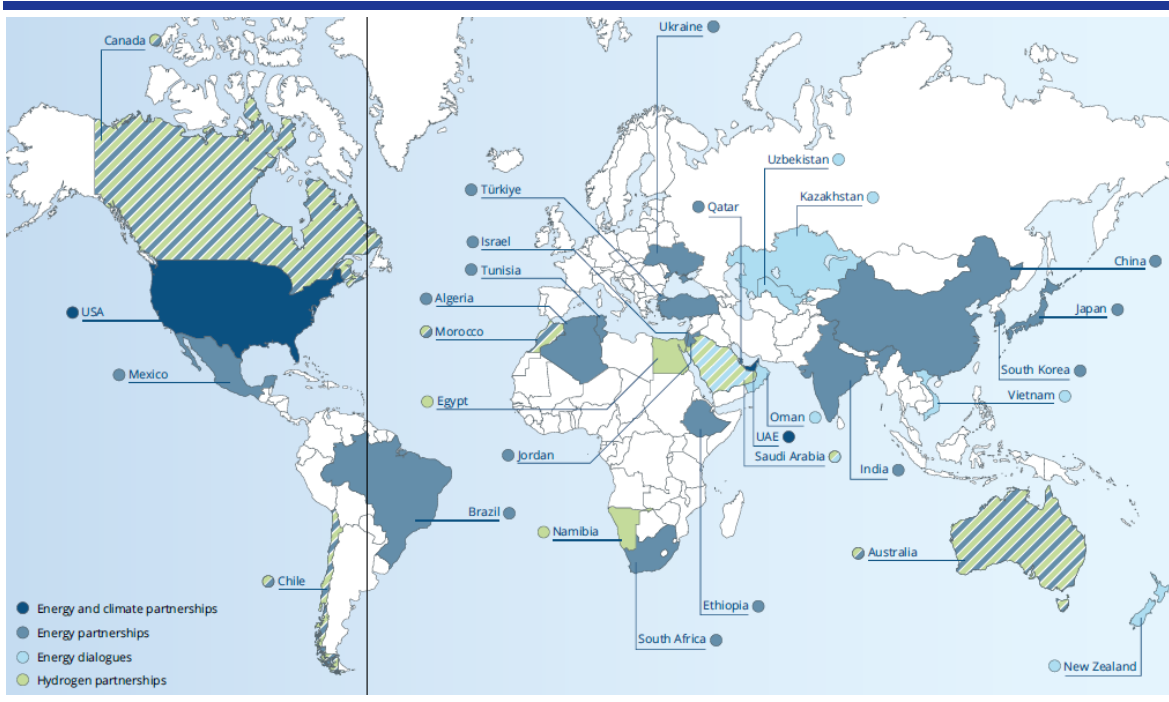 Ukraine
Canada
Uzbekistan
Türkiye
Kazakhstan
Qatar
Israel
China
Tunisia
Algeria
USA
Japan
Morocco
Mexico
South Korea
Vietnam
Egypt
Oman
UAE
Jordan
Saudi Arabia
India
Brazil
Namibia
Australia
Chile
Ethiopia
South Africa
New Zealand
Energy and climate partnerships
Energy partnerships
Energy dialogues
Hydrogen partnerships